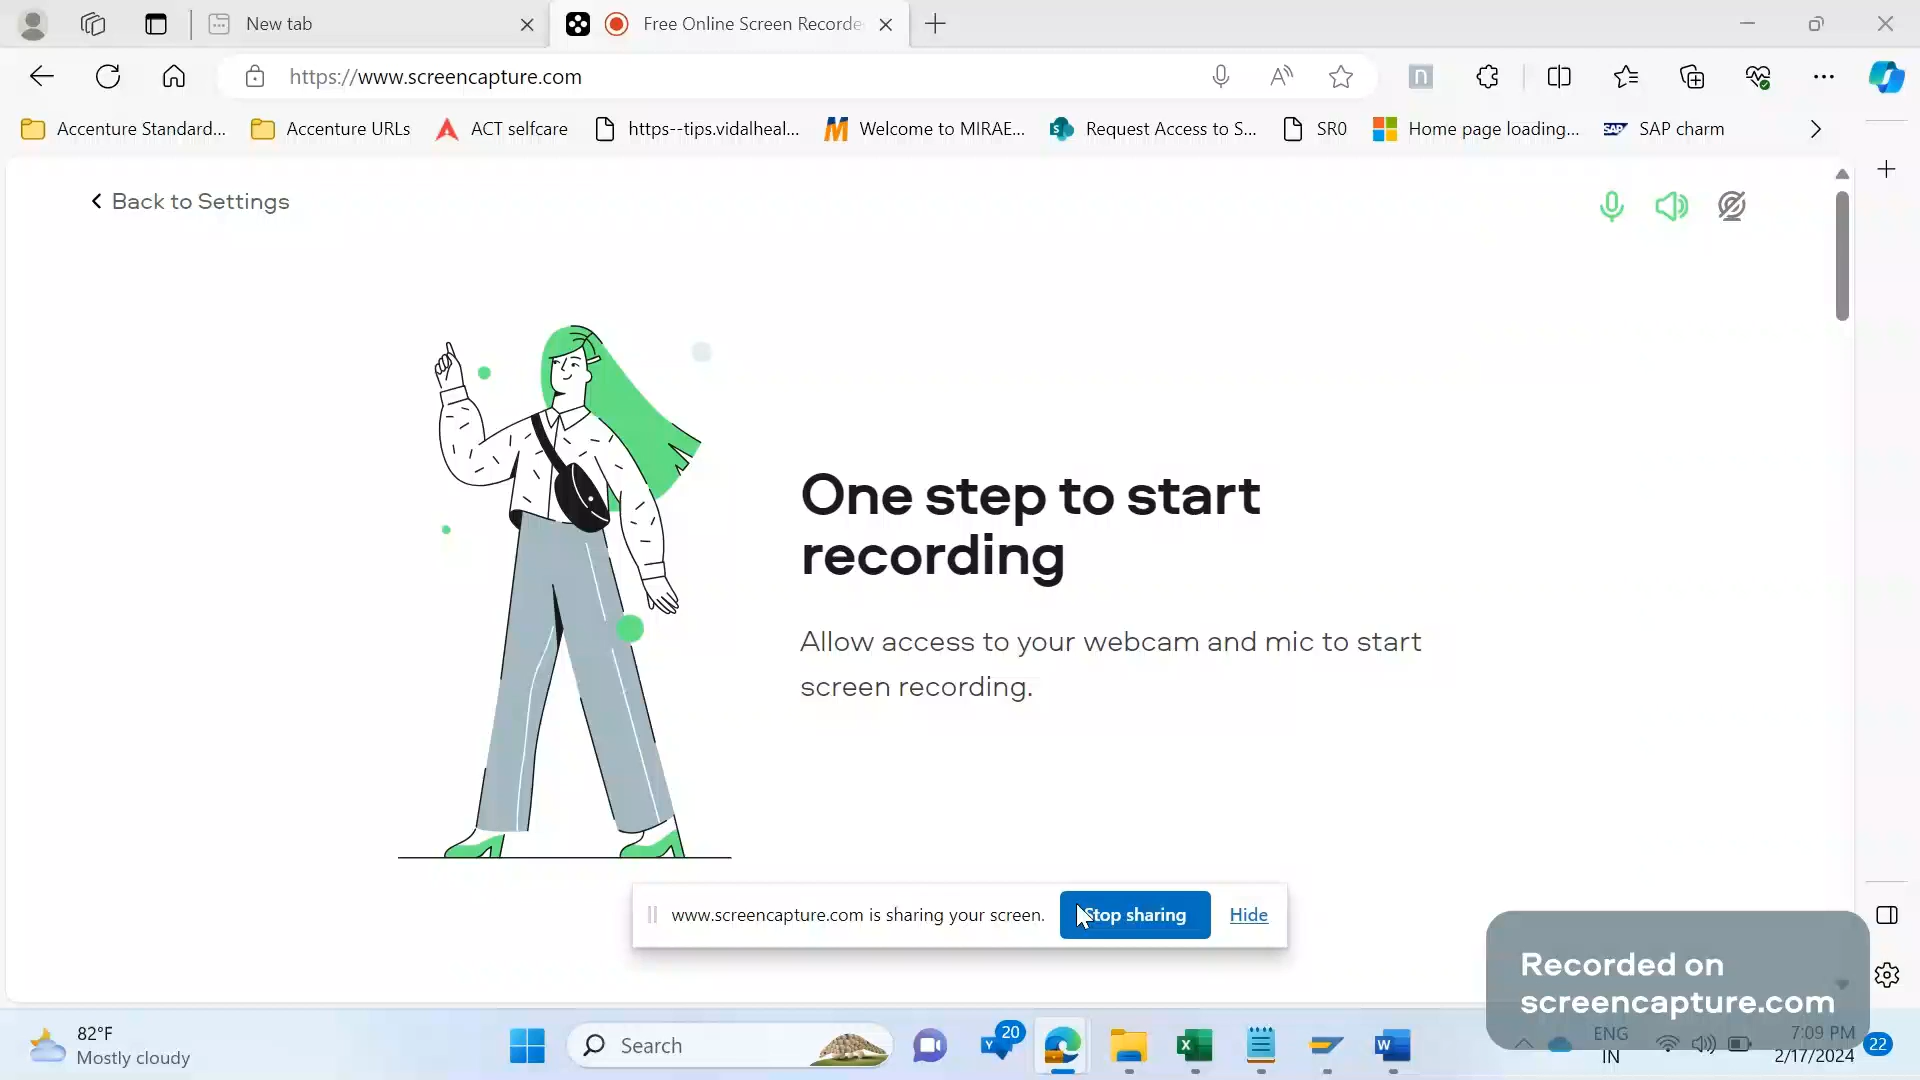 New tab
Free Online Screen Recorde
https://www.screencapture.com
n
Accenture Standard...
Accenture URLs
ACT selfcare
https--tips.vidalheal...
Welcome to MIRAE...
Request Access to S...
SR0
Home page loading...
SAP charm
Back to Settings
One step to start
recording
Allow access to your webcam and mic to start
screen recording.
www.screencapture.com is sharing your screen.
Stop sharing
Hide
Recorded on
screencapture.com
82°F
Mostly cloudy
Search
20
ENG
IN
7:09 PM
2/17/2024
22